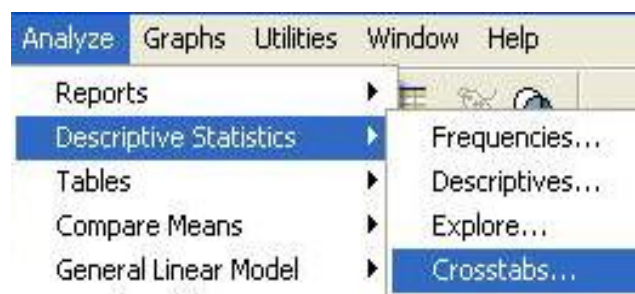 Analyze Graphs Utilities Window Help
Reports
Descriptive Statistics
Tables
Compare Means
General Linear Model
Frequencies...
Descriptives...
Explore...
Crosstabs...